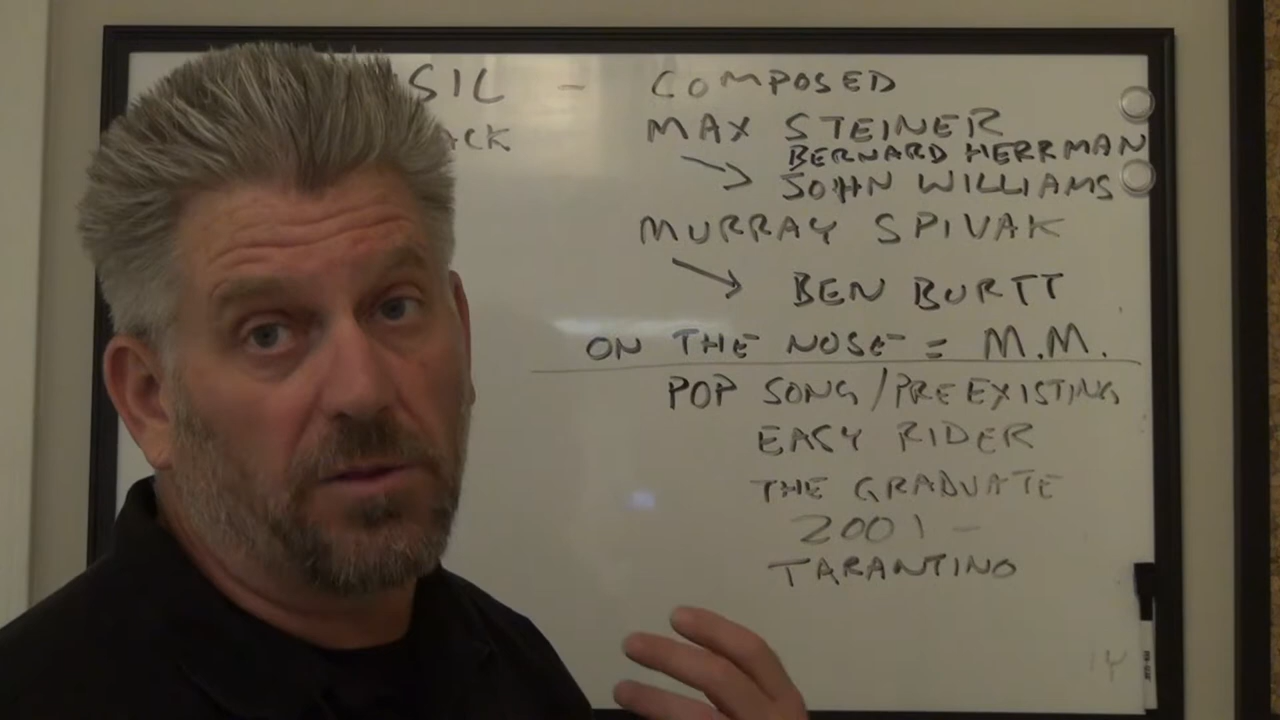 SIL - COMPOSED
ACK
MAX STEINER
BERNARD HERRMAN
→ JOHN WILLIAMS
MURRAY SPIVAK
→ BEN BURTT
ON THE NOSE = M.M.
POP SONG/PREEXISTING
EASY RIDER
THE GRADUATE
2001 -
TARANTINO